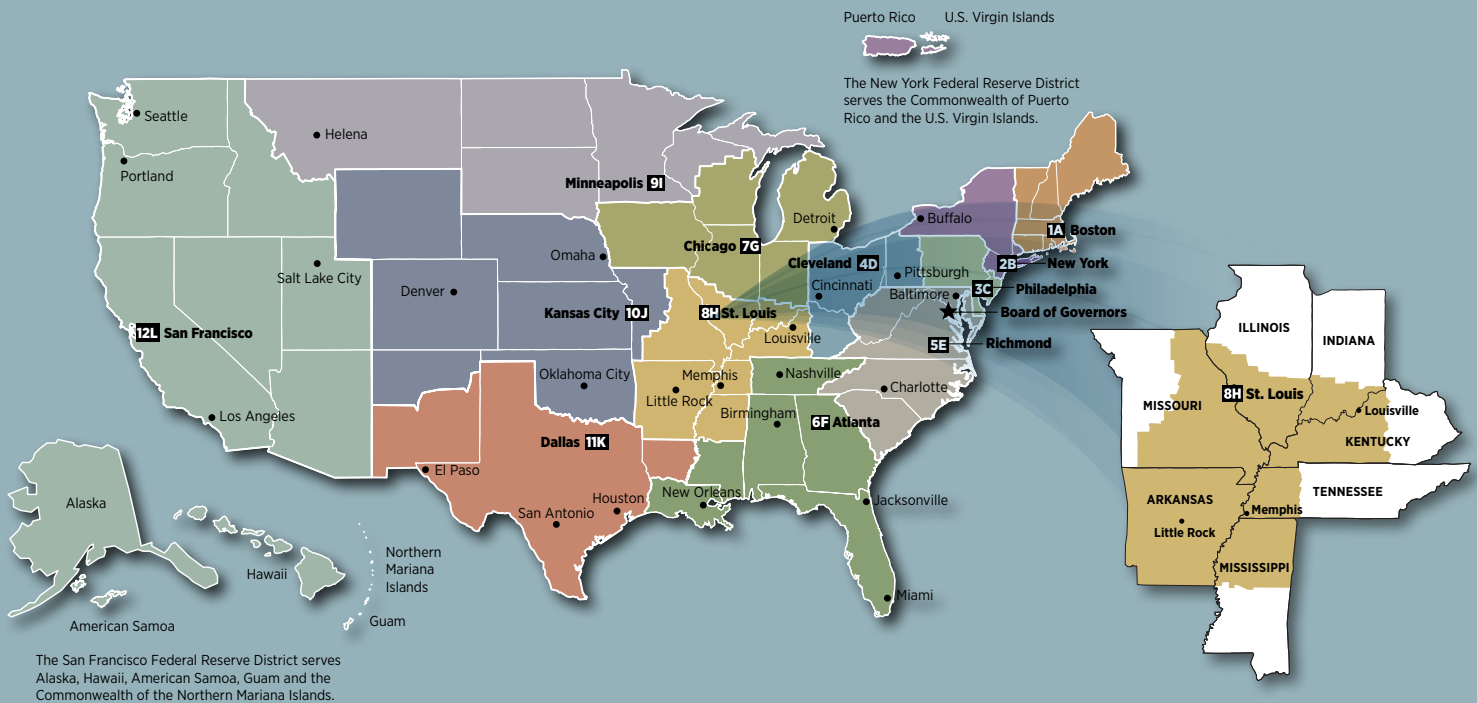 Puerto Rico
U.S. Virgin Islands
The New York Federal Reserve District
serves the Commonwealth of Puerto
Rico and the U.S. Virgin Islands.
Seattle
Helena
Portland
Minneapolis 9I
Detroit
Buffalo
1A Boston
Omaha
Chicago 7G
Cleveland 4D
2B New York
Salt Lake City
Pittsburgh
Denver
Cincinnati
Baltimore
3C Philadelphia
12L San Francisco
Kansas City 10J
8H St. Louis
Board of Governors
Louisville
5E Richmond
Oklahoma City
Memphis
Nashville
Charlotte
Little Rock
Los Angeles
Birmingham
6F Atlanta
Dallas 11K
El Paso
Houston
New Orleans
Jacksonville
San Antonio
Miami
Alaska
Hawaii
Northern
Mariana
Islands
Guam
American Samoa
The San Francisco Federal Reserve District serves
Alaska, Hawaii, American Samoa, Guam and the
Commonwealth of the Northern Mariana Islands.
ILLINOIS
INDIANA
MISSOURI
8H St. Louis
Louisville
KENTUCKY
TENNESSEE
ARKANSAS
Memphis
Little Rock
MISSISSIPPI